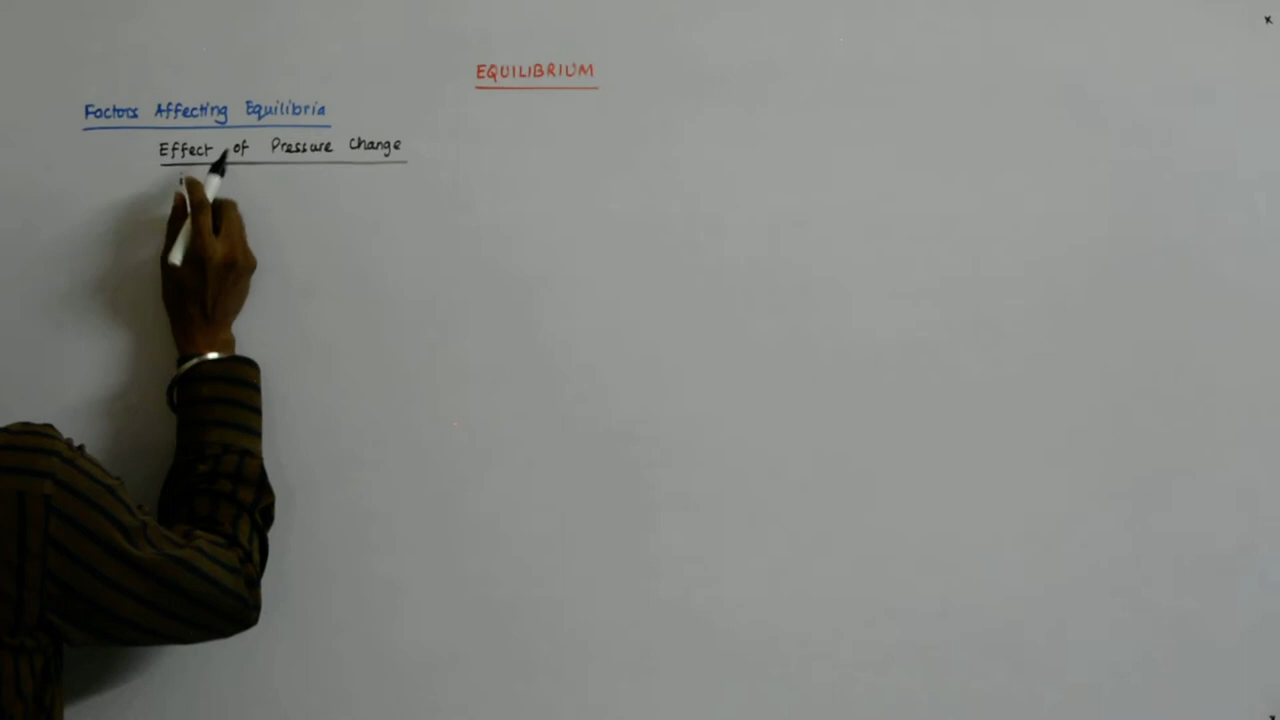 EQUILIBRIUM
Factors Affecting Equilibria
Effect of Pressure Change